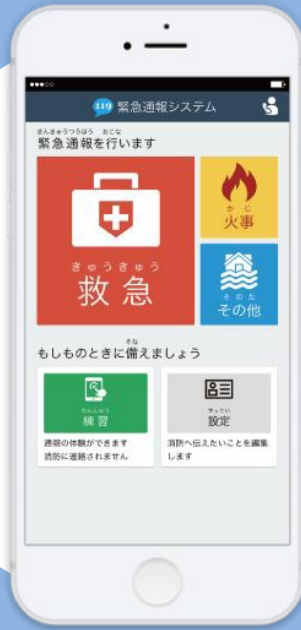 119 緊急通報システム
きんきゅうつうほう おこな
緊急通報を行います
きゅうきゅう
救急
かじ
火事
そのた
その他
そな
もしものときに備えましょう
れんしゅう
練習
通報の体験ができます
消防に連絡されません
せってい
設定
消防へ伝えたいことを編集
します